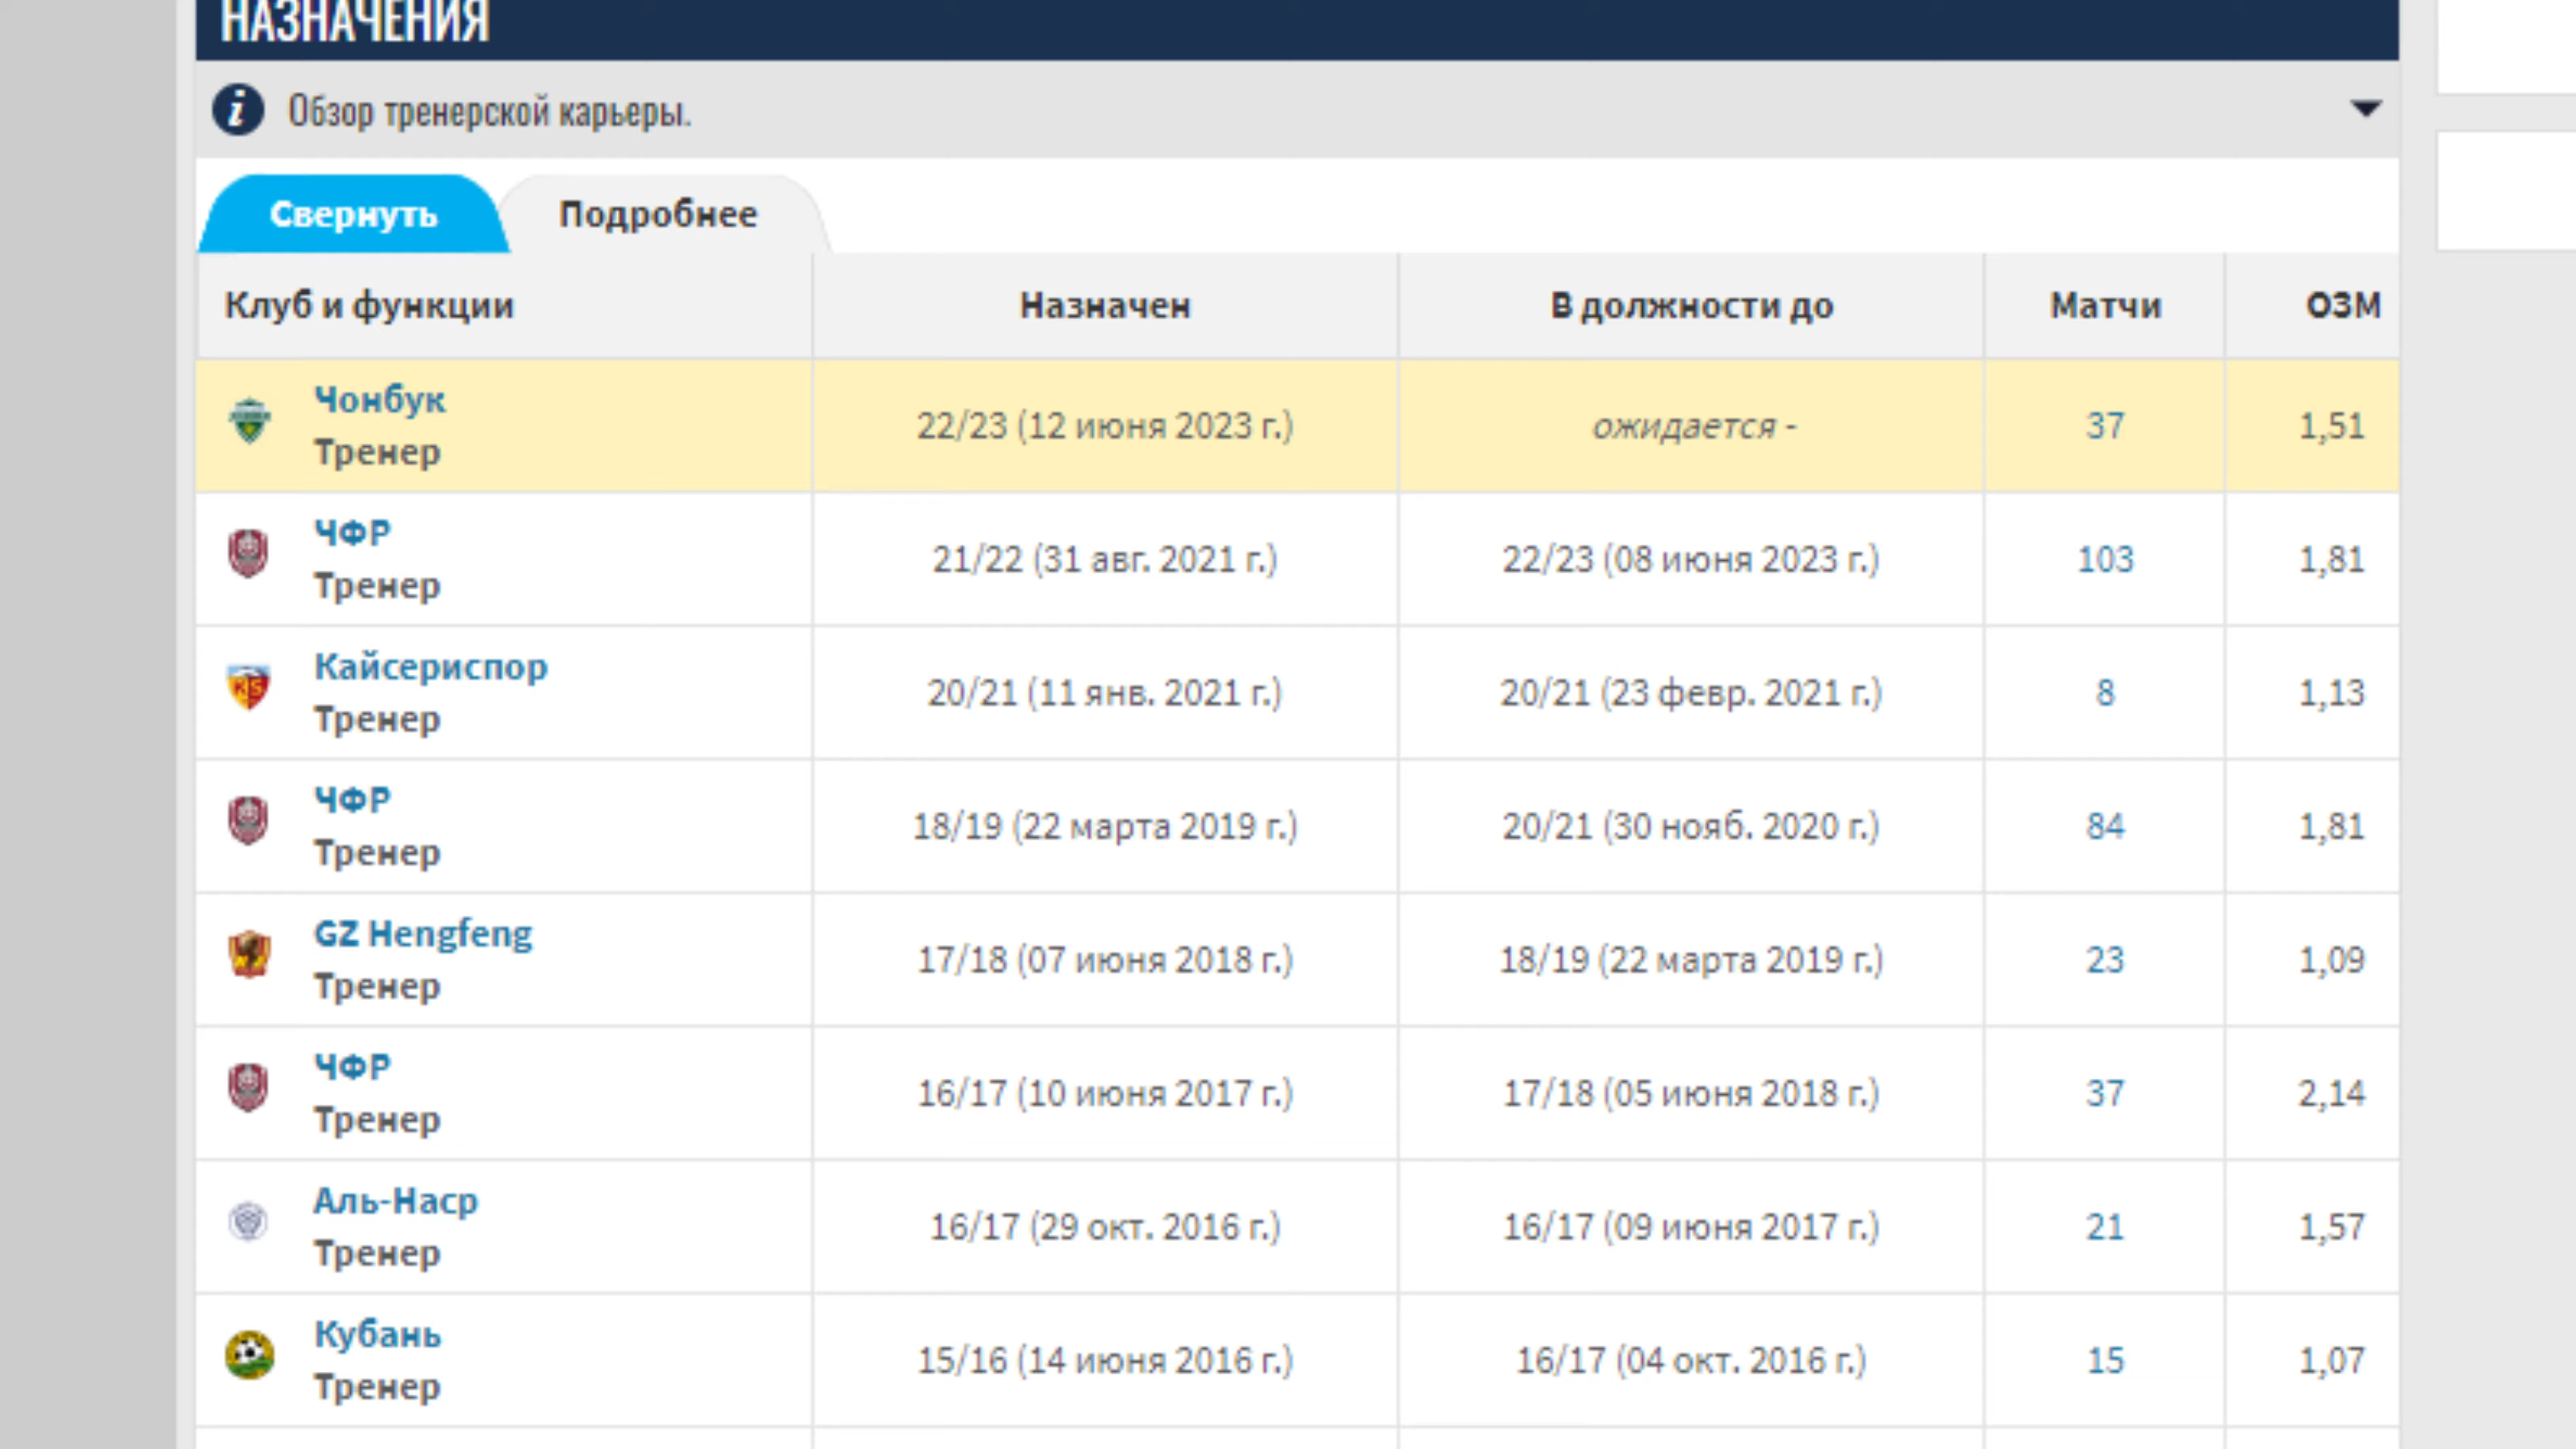 НАЗНАЧЕНИЯ
Обзор тренерской карьеры.
Свернуть Подробнее
Клуб и функции Назначен В должности до Матчи ОЗМ
Чонбук
Тренер
22/23 (12 июня 2023 г.) ожидается - 37 1,51
ЧФР
Тренер
21/22 (31 авг. 2021 г.) 22/23 (08 июня 2023 г.) 103 1,81
Кайсериспор
Тренер
20/21 (11 янв. 2021 г.) 20/21 (23 февр. 2021 г.) 8 1,13
ЧФР
Тренер
18/19 (22 марта 2019 г.) 20/21 (30 нояб. 2020 г.) 84 1,81
GZ Hengfeng
Тренер
17/18 (07 июня 2018 г.) 18/19 (22 марта 2019 г.) 23 1,09
ЧФР
Тренер
16/17 (10 июня 2017 г.) 17/18 (05 июня 2018 г.) 37 2,14
Аль-Наср
Тренер
16/17 (29 окт. 2016 г.) 16/17 (09 июня 2017 г.) 21 1,57
Кубань
Тренер
15/16 (14 июня 2016 г.) 16/17 (04 окт. 2016 г.) 15 1,07